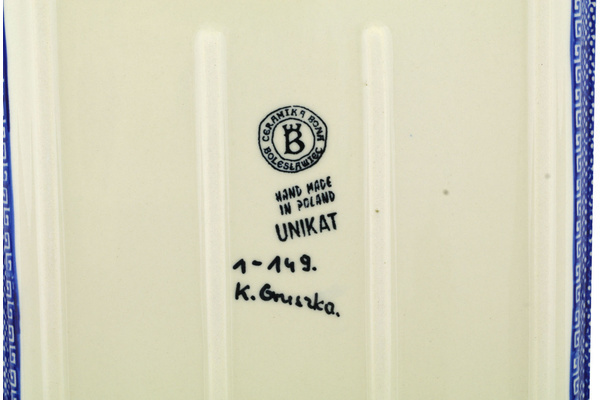 CERAMIKA BONA
B
BOLESŁAWIEC
HAND MADE
IN POLAND
UNIKAT
1-149.
K. Gruszka.